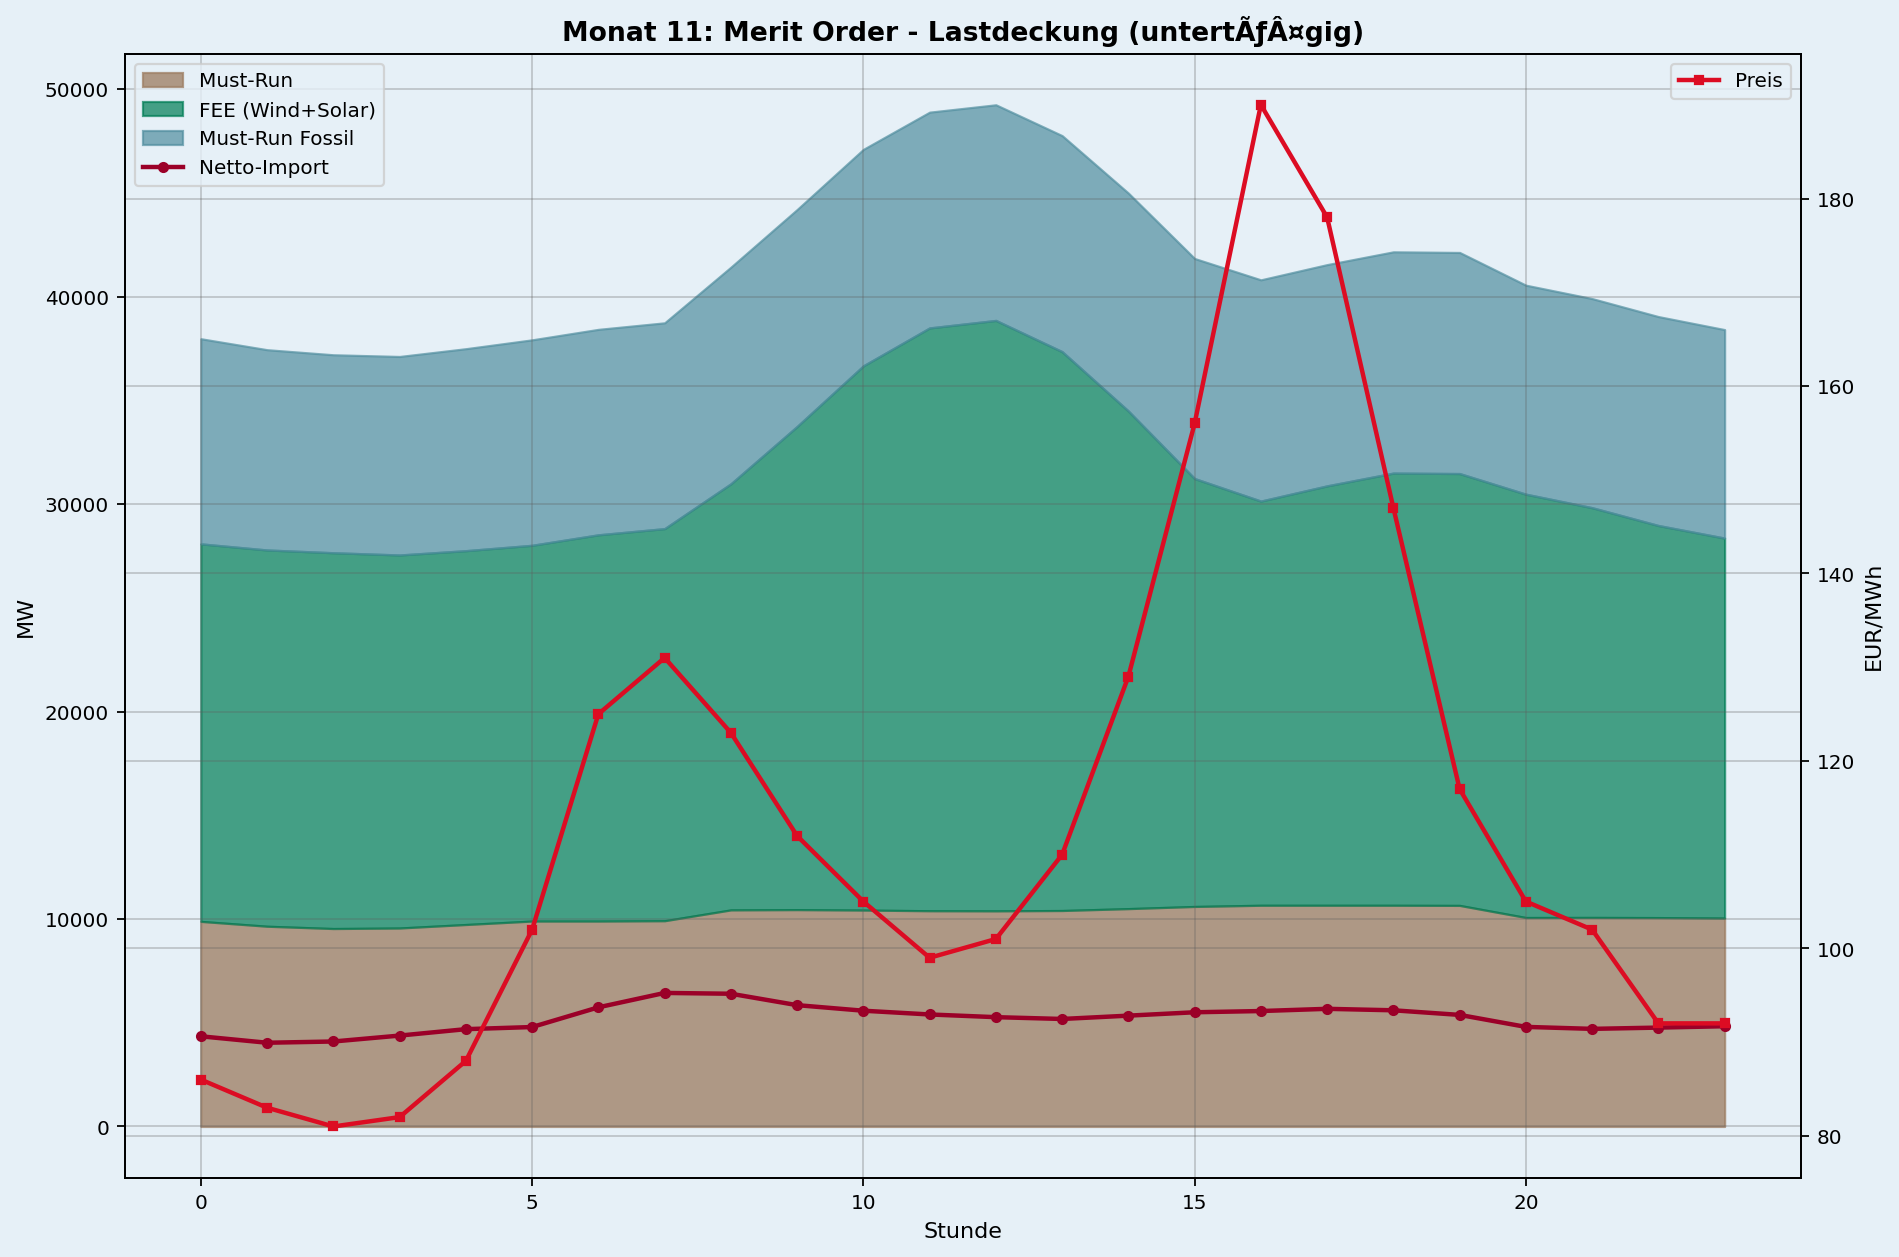 Monat 11: Merit Order - Lastdeckung (untertÃƒÂ¤gig)
Must-Run
FEE (Wind+Solar)
Must-Run Fossil
Netto-Import
Preis
50000
40000
30000
20000
10000
0
MW
180
160
140
120
100
80
EUR/MWh
0 5 10 15 20
Stunde